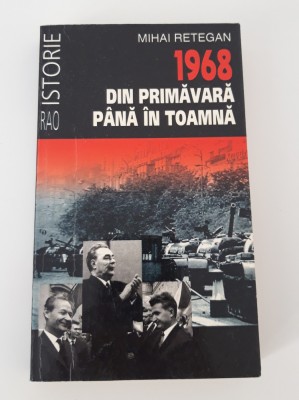 MIHAI RETEGAN
1968
DIN PRIMĂVARĂ
PÂNĂ ÎN TOAMNĂ
RAO ISTORIE